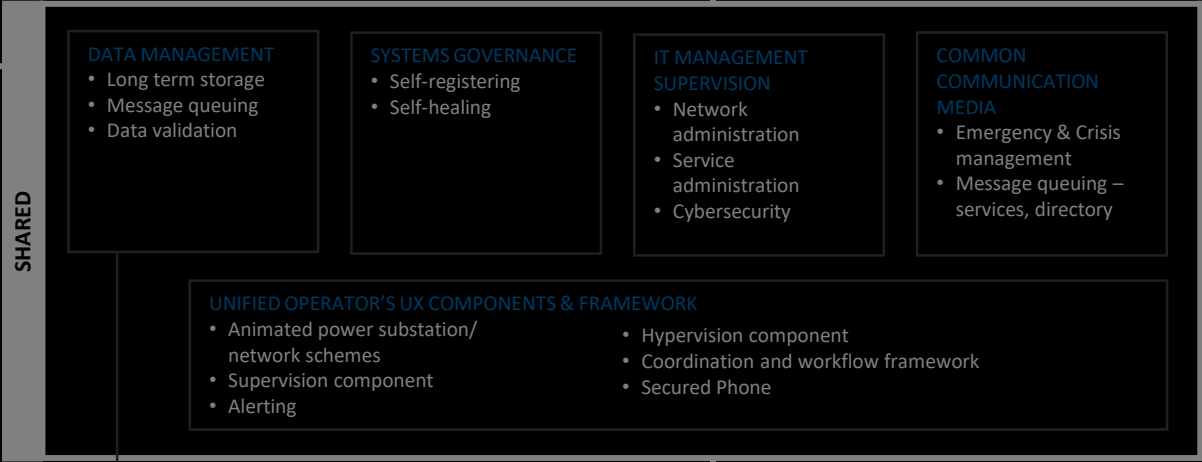 SHARED
DATA MANAGEMENT
• Long term storage
• Message queuing
• Data validation
SYSTEMS GOVERNANCE
• Self-registering
• Self-healing
IT MANAGEMENT
SUPERVISION
• Network
administration
• Service
administration
• Cybersecurity
COMMON
COMMUNICATION
MEDIA
• Emergency & Crisis
management
• Message queuing –
services, directory
UNIFIED OPERATOR’S UX COMPONENTS & FRAMEWORK
• Animated power substation/
network schemes
• Supervision component
• Alerting
• Hypervision component
• Coordination and workflow framework
• Secured Phone